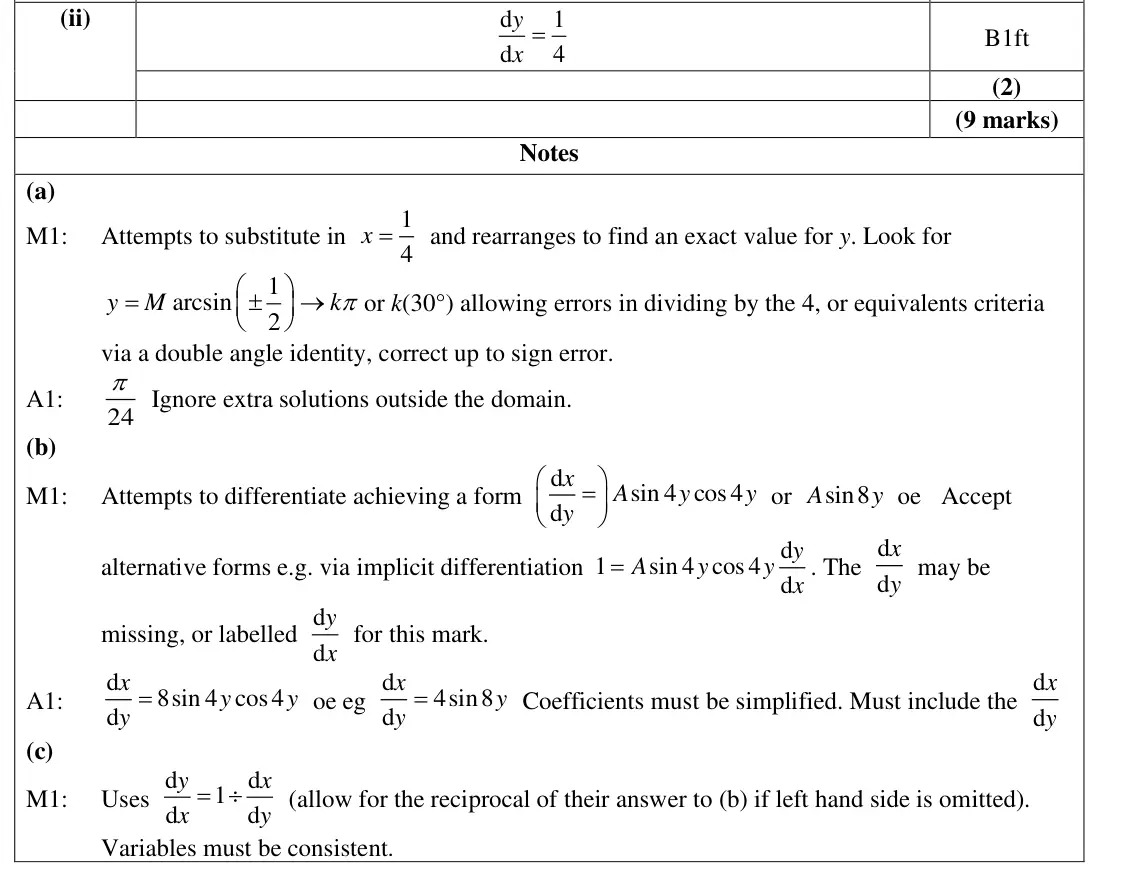 (ii) dy/dx = 1/4 B1ft
(2)
(9 marks)
Notes
(a)
M1: Attempts to substitute in x = 1/4 and rearranges to find an exact value for y. Look for
y = M arcsin(± 1/2) → kπ or k(30°) allowing errors in dividing by the 4, or equivalents criteria
via a double angle identity, correct up to sign error.
A1: π/24 Ignore extra solutions outside the domain.
(b)
M1: Attempts to differentiate achieving a form (dx/dy =) A sin 4y cos 4y or A sin 8y oe Accept
alternative forms e.g. via implicit differentiation 1 = A sin 4y cos 4y dy/dx. The dx/dy may be
missing, or labelled dy/dx for this mark.
A1: dx/dy = 8 sin 4y cos 4y oe eg dx/dy = 4 sin 8y Coefficients must be simplified. Must include the dx/dy
(c)
M1: Uses dy/dx = 1 ÷ dx/dy (allow for the reciprocal of their answer to (b) if left hand side is omitted).
Variables must be consistent.